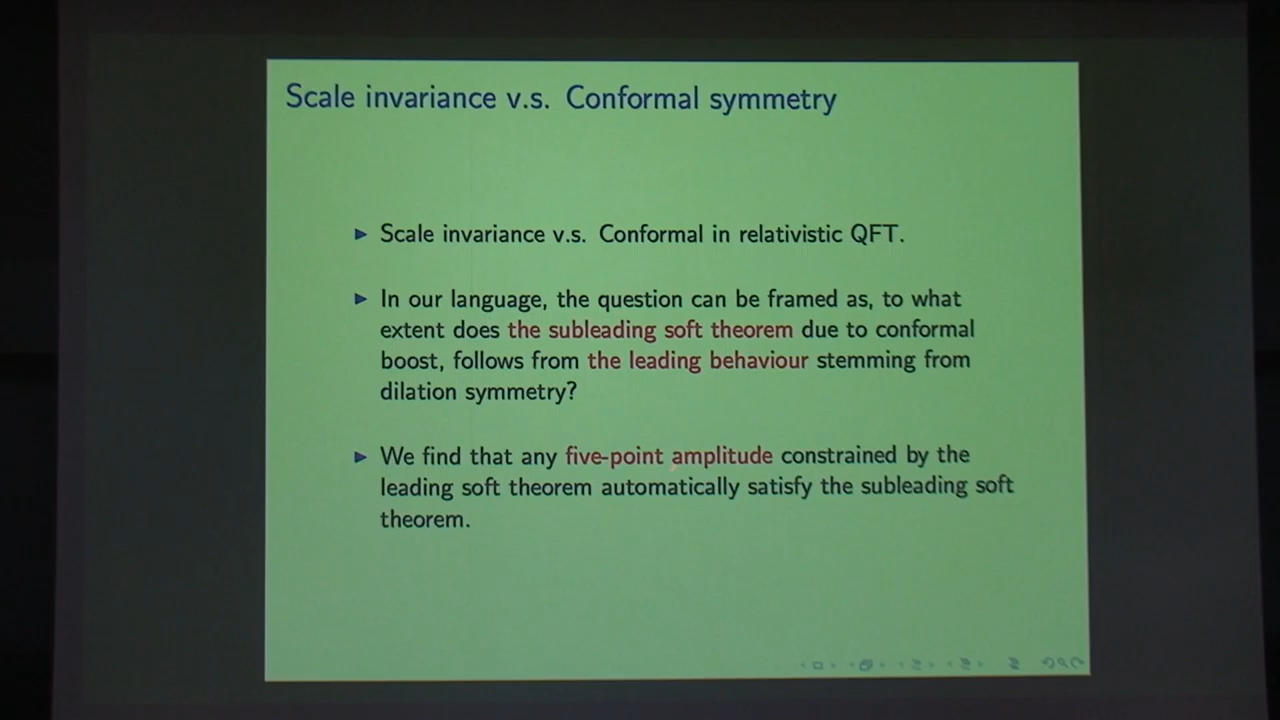 Scale invariance v.s. Conformal symmetry
Scale invariance v.s. Conformal in relativistic QFT.
In our language, the question can be framed as, to what
extent does the subleading soft theorem due to conformal
boost, follows from the leading behaviour stemming from
dilation symmetry?
We find that any five-point amplitude constrained by the
leading soft theorem automatically satisfy the subleading soft
theorem.